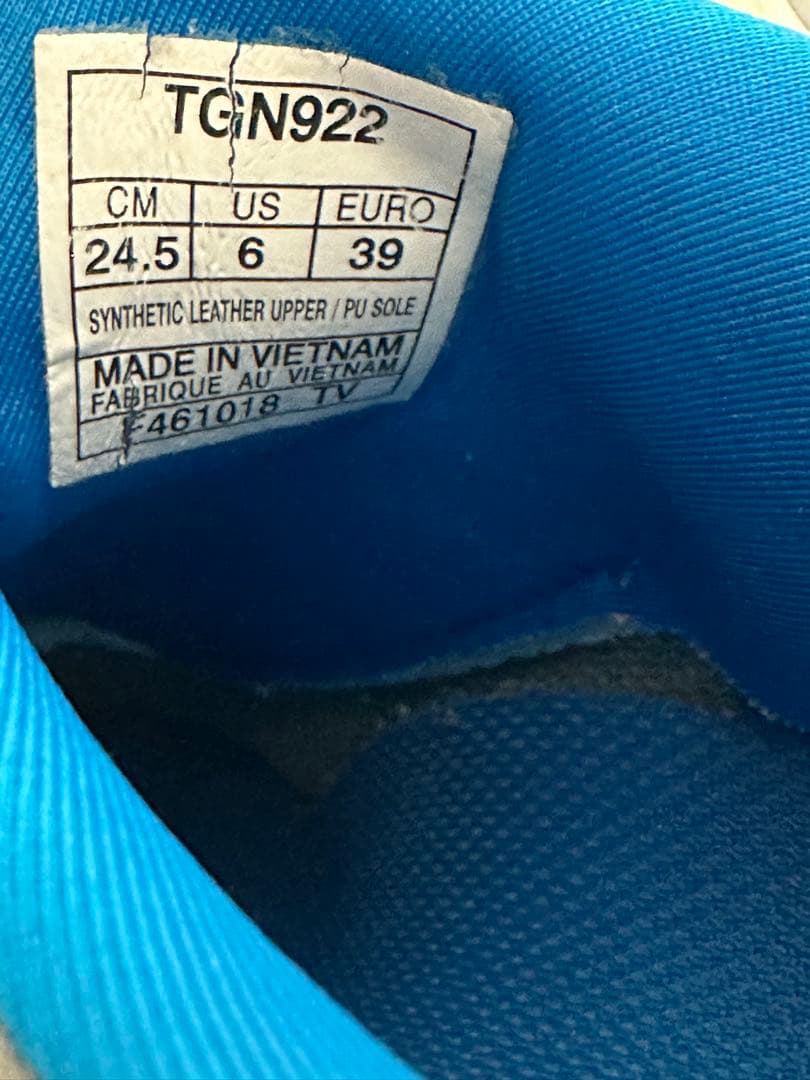 TGN922
CM US EURO
24.5 6 39
SYNTHETIC LEATHER UPPER / PU SOLE
MADE IN VIETNAM
FABRIQUE AU VIETNAM
F461018 TV